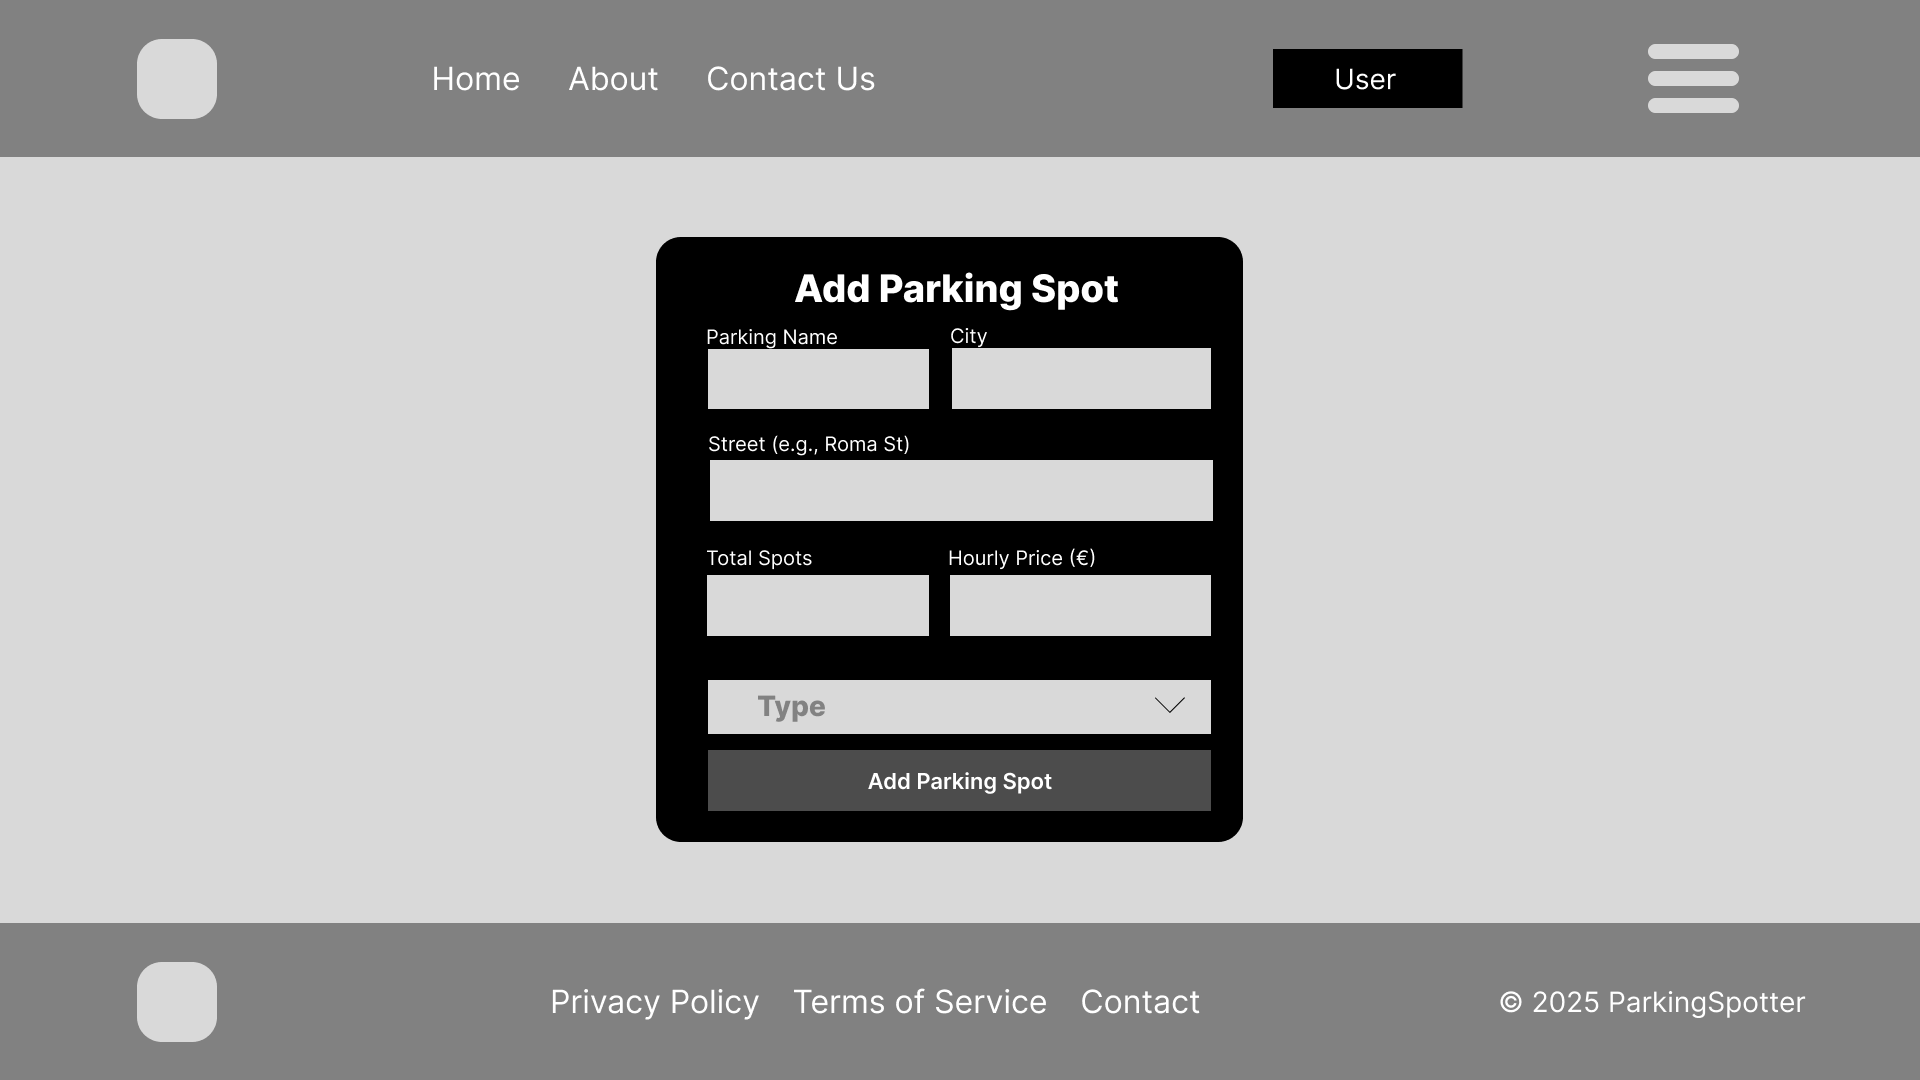 Home About Contact Us User
Add Parking Spot
Parking Name City
Street (e.g., Roma St)
Total Spots Hourly Price (€)
Type
Add Parking Spot
Privacy Policy Terms of Service Contact © 2025 ParkingSpotter